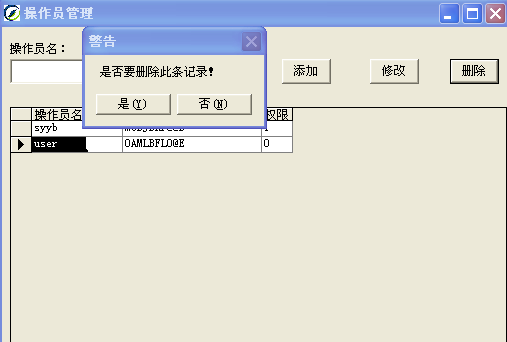 操作员管理
警告
操作员名：
是否要删除此条记录!
添加
修改
删除
是(Y)
否(N)
操作员名
权限
syyb
1
user
OAMLBFLO@E
0